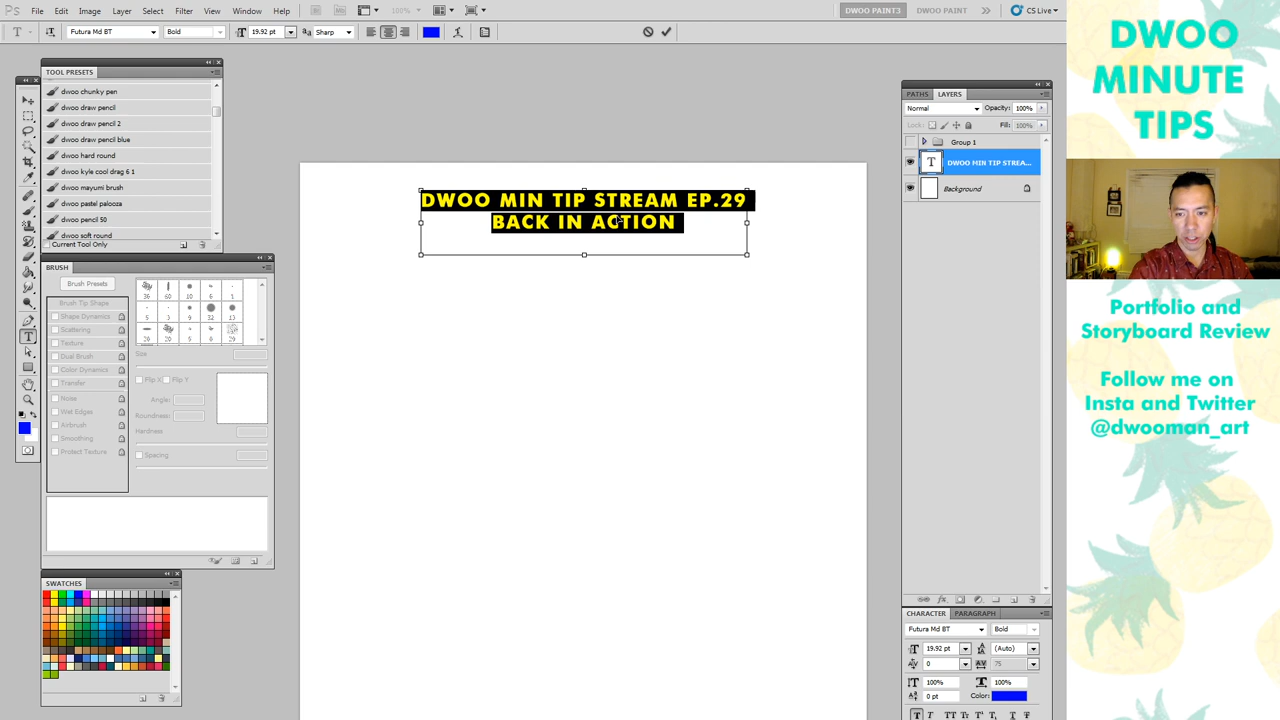 Ps File Edit Layer Select Filter View Window Help 100% DWOO PAINT3 DWOO PAINT CS Live
T Futura Md BT Bold 19.92 pt aa Sharp
TOOL PRESETS
dwoo chunky pen
dwoo draw pencil
dwoo draw pencil 2
dwoo draw pencil blue
dwoo hard round
dwoo kyle cool drag 6 1
dwoo mayumi brush
dwoo pastel palooza
dwoo pencil 50
dwoo soft round
Current Tool Only
BRUSH
Brush Presets
Brush Tip Shape
Shape Dynamics
Scattering
Texture
Dual Brush
Color Dynamics
Transfer
Noise
Wet Edges
Airbrush
Smoothing
Protect Texture
36 60 10
Size
Flip X Flip Y
Angle:
Roundness:
Hardness
Spacing
SWATCHES
DWOO MIN TIP STREAM EP.29
BACK IN ACTION
PATHS LAYERS
Normal Opacity: 100%
Lock: Fill: 100%
Group 1
T DWOO MIN TIP STREA...
Background
CHARACTER PARAGRAPH
Futura Md BT Bold
19.92 pt (Auto)
0 75
100% 100%
0 pt Color:
DWOO
MINUTE
TIPS
Portfolio and
Storyboard Review
Follow me on
Insta and Twitter
@dwooman_art